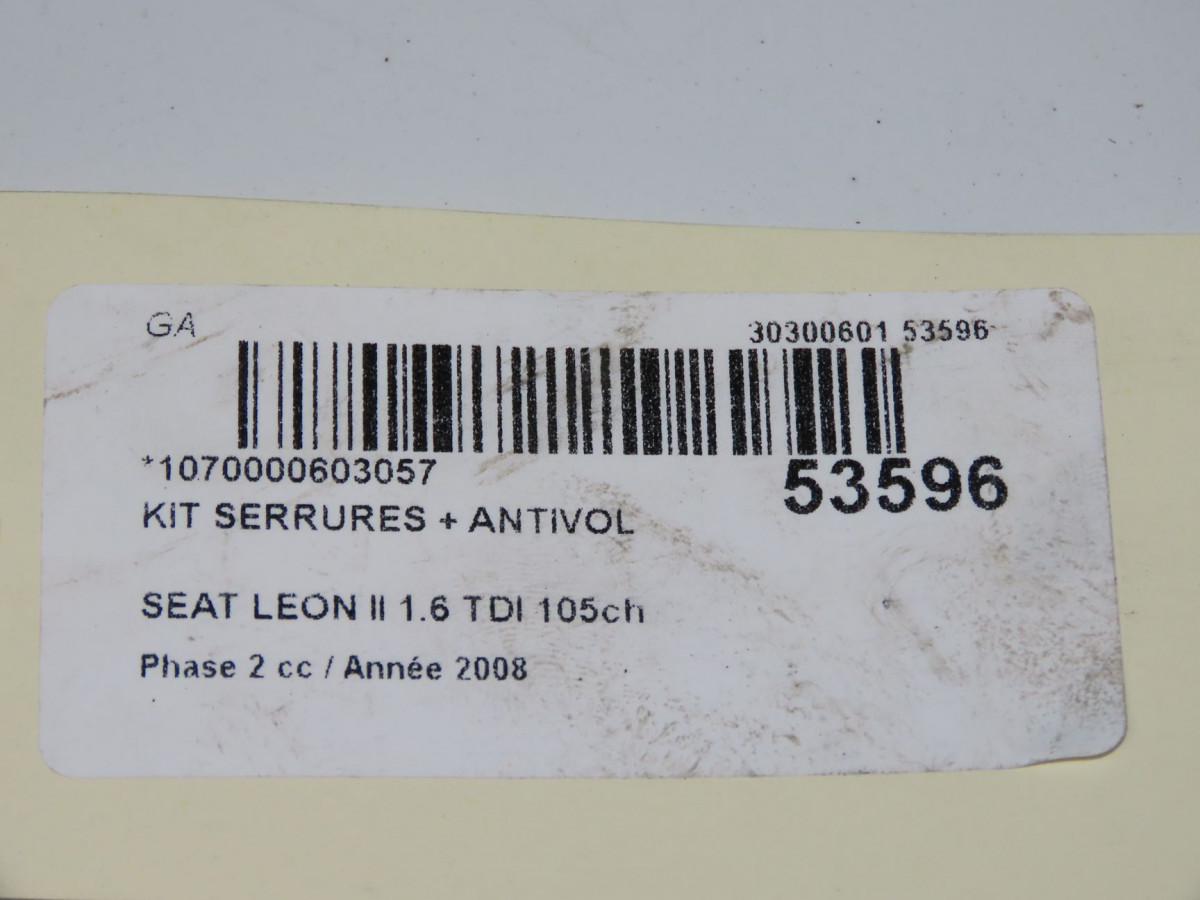 GA
30300601 53596
*1070000603057
53596
KIT SERRURES + ANTIVOL
SEAT LEON II 1.6 TDI 105ch
Phase 2 cc / Année 2008